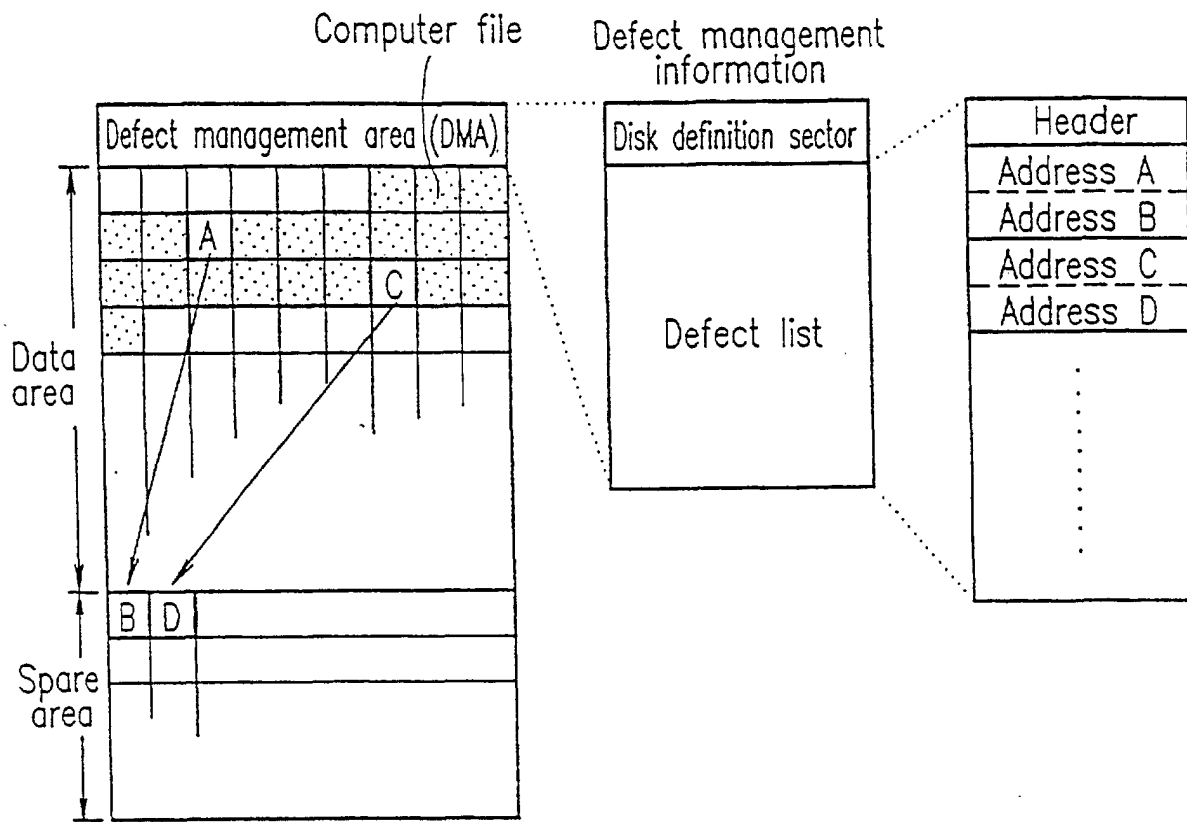 Computer file
Defect management
information
Defect management area (DMA)
Disk definition sector
Header
Address A
Address B
Address C
Address D
A
C
Defect list
Data
area
B
D
Spare
area